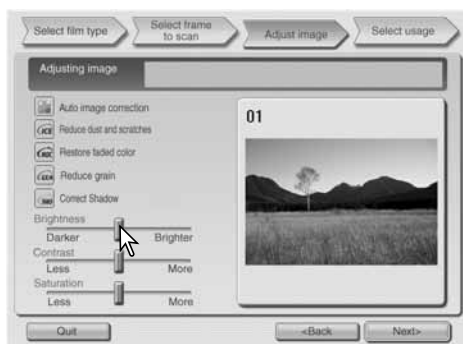 Select film type
Select frame
to scan
Adjust image
Select usage
Adjusting image
Auto image correction
Reduce dust and scratches
Restore faded color
Reduce grain
Correct Shadow
Brightness
Darker Brighter
Contrast
Less More
Saturation
Less More
01
Quit <Back Next>